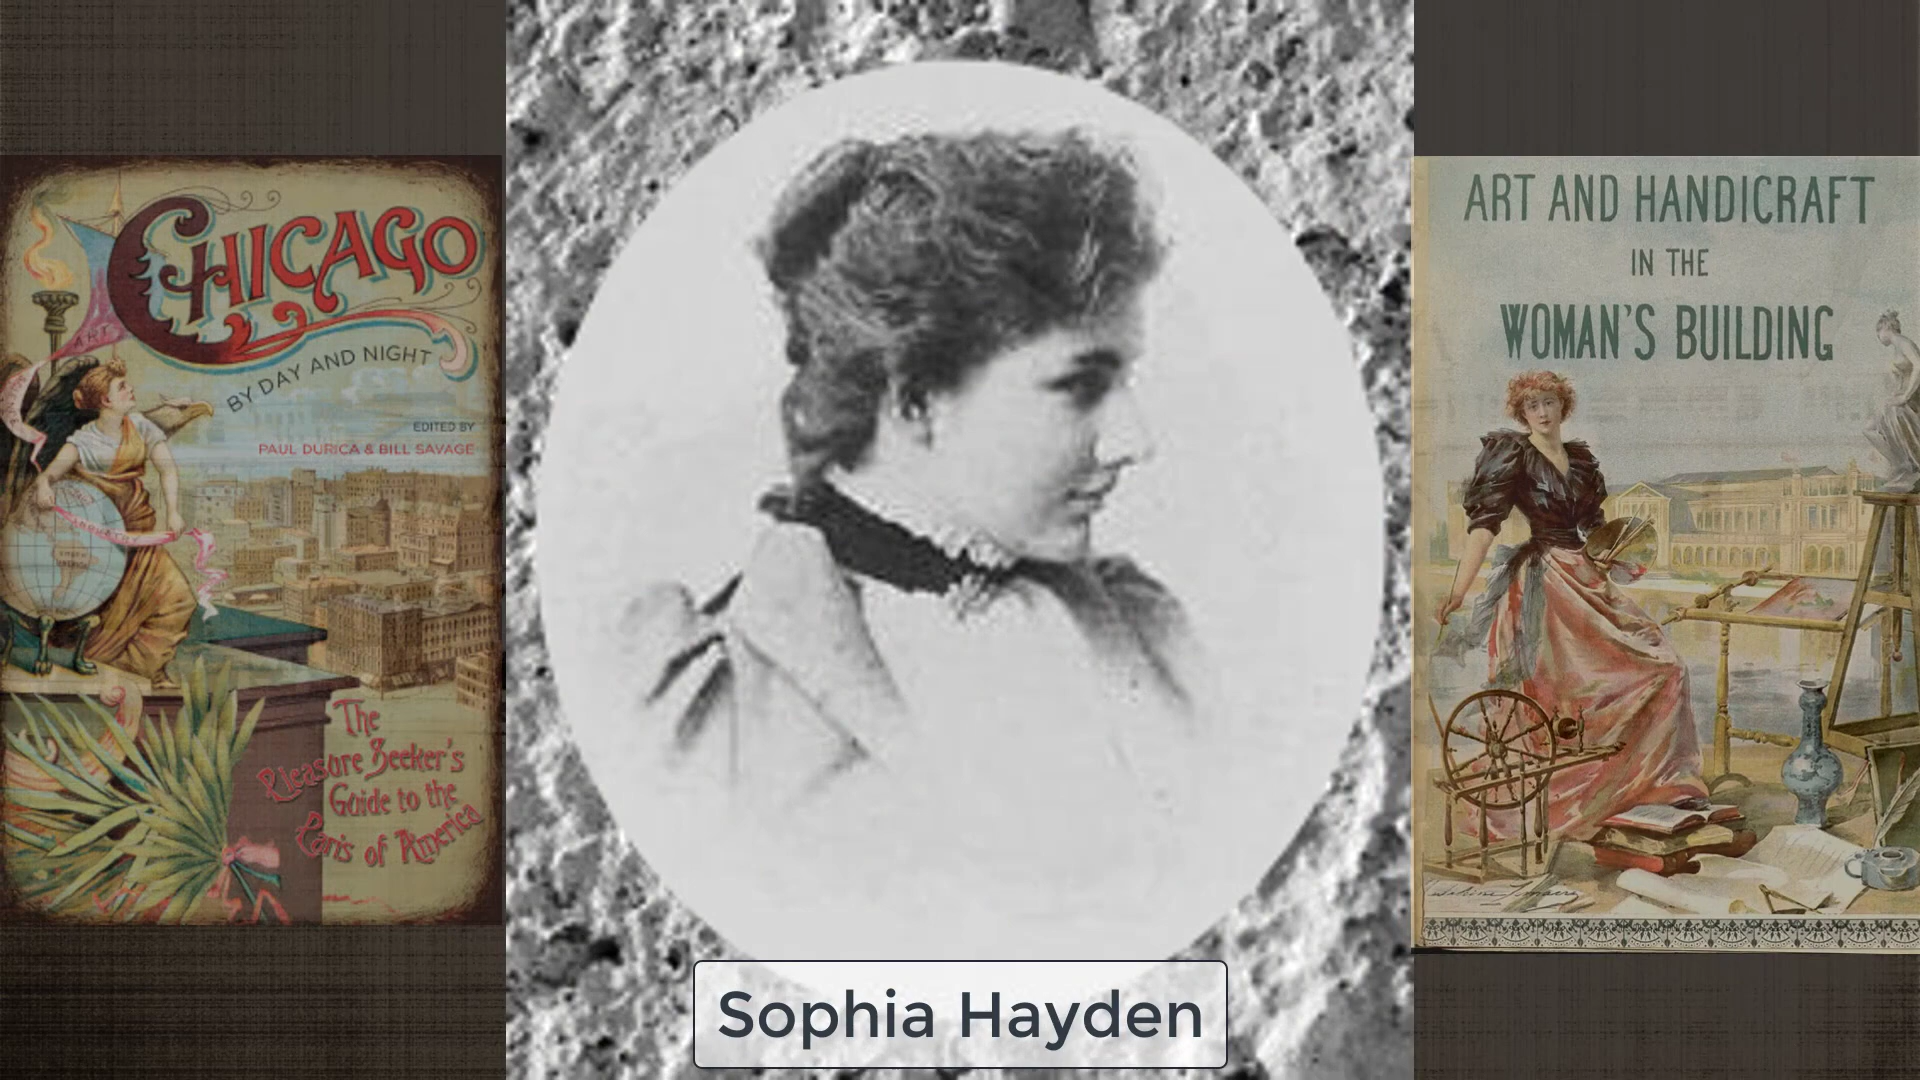 CHICAGO
ART
BY DAY AND NIGHT
EDITED BY
PAUL DURICA & BILL SAVAGE
The
Pleasure Seeker's
Guide to the
Paris of America
Sophia Hayden
ART AND HANDICRAFT
IN THE
WOMAN'S BUILDING